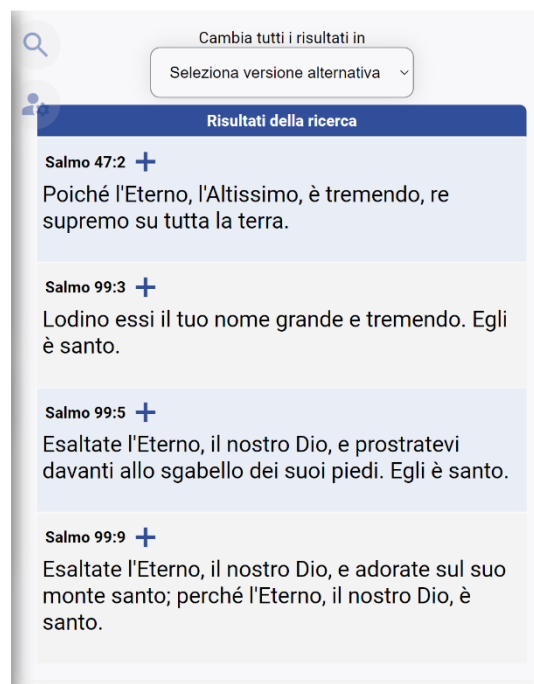 Cambia tutti i risultati in
Seleziona versione alternativa
Risultati della ricerca
Salmo 47:2 +
Poiché l'Eterno, l'Altissimo, è tremendo, re
supremo su tutta la terra.
Salmo 99:3 +
Lodino essi il tuo nome grande e tremendo. Egli
è santo.
Salmo 99:5 +
Esaltate l'Eterno, il nostro Dio, e prostratevi
davanti allo sgabello dei suoi piedi. Egli è santo.
Salmo 99:9 +
Esaltate l'Eterno, il nostro Dio, e adorate sul suo
monte santo; perché l'Eterno, il nostro Dio, è
santo.